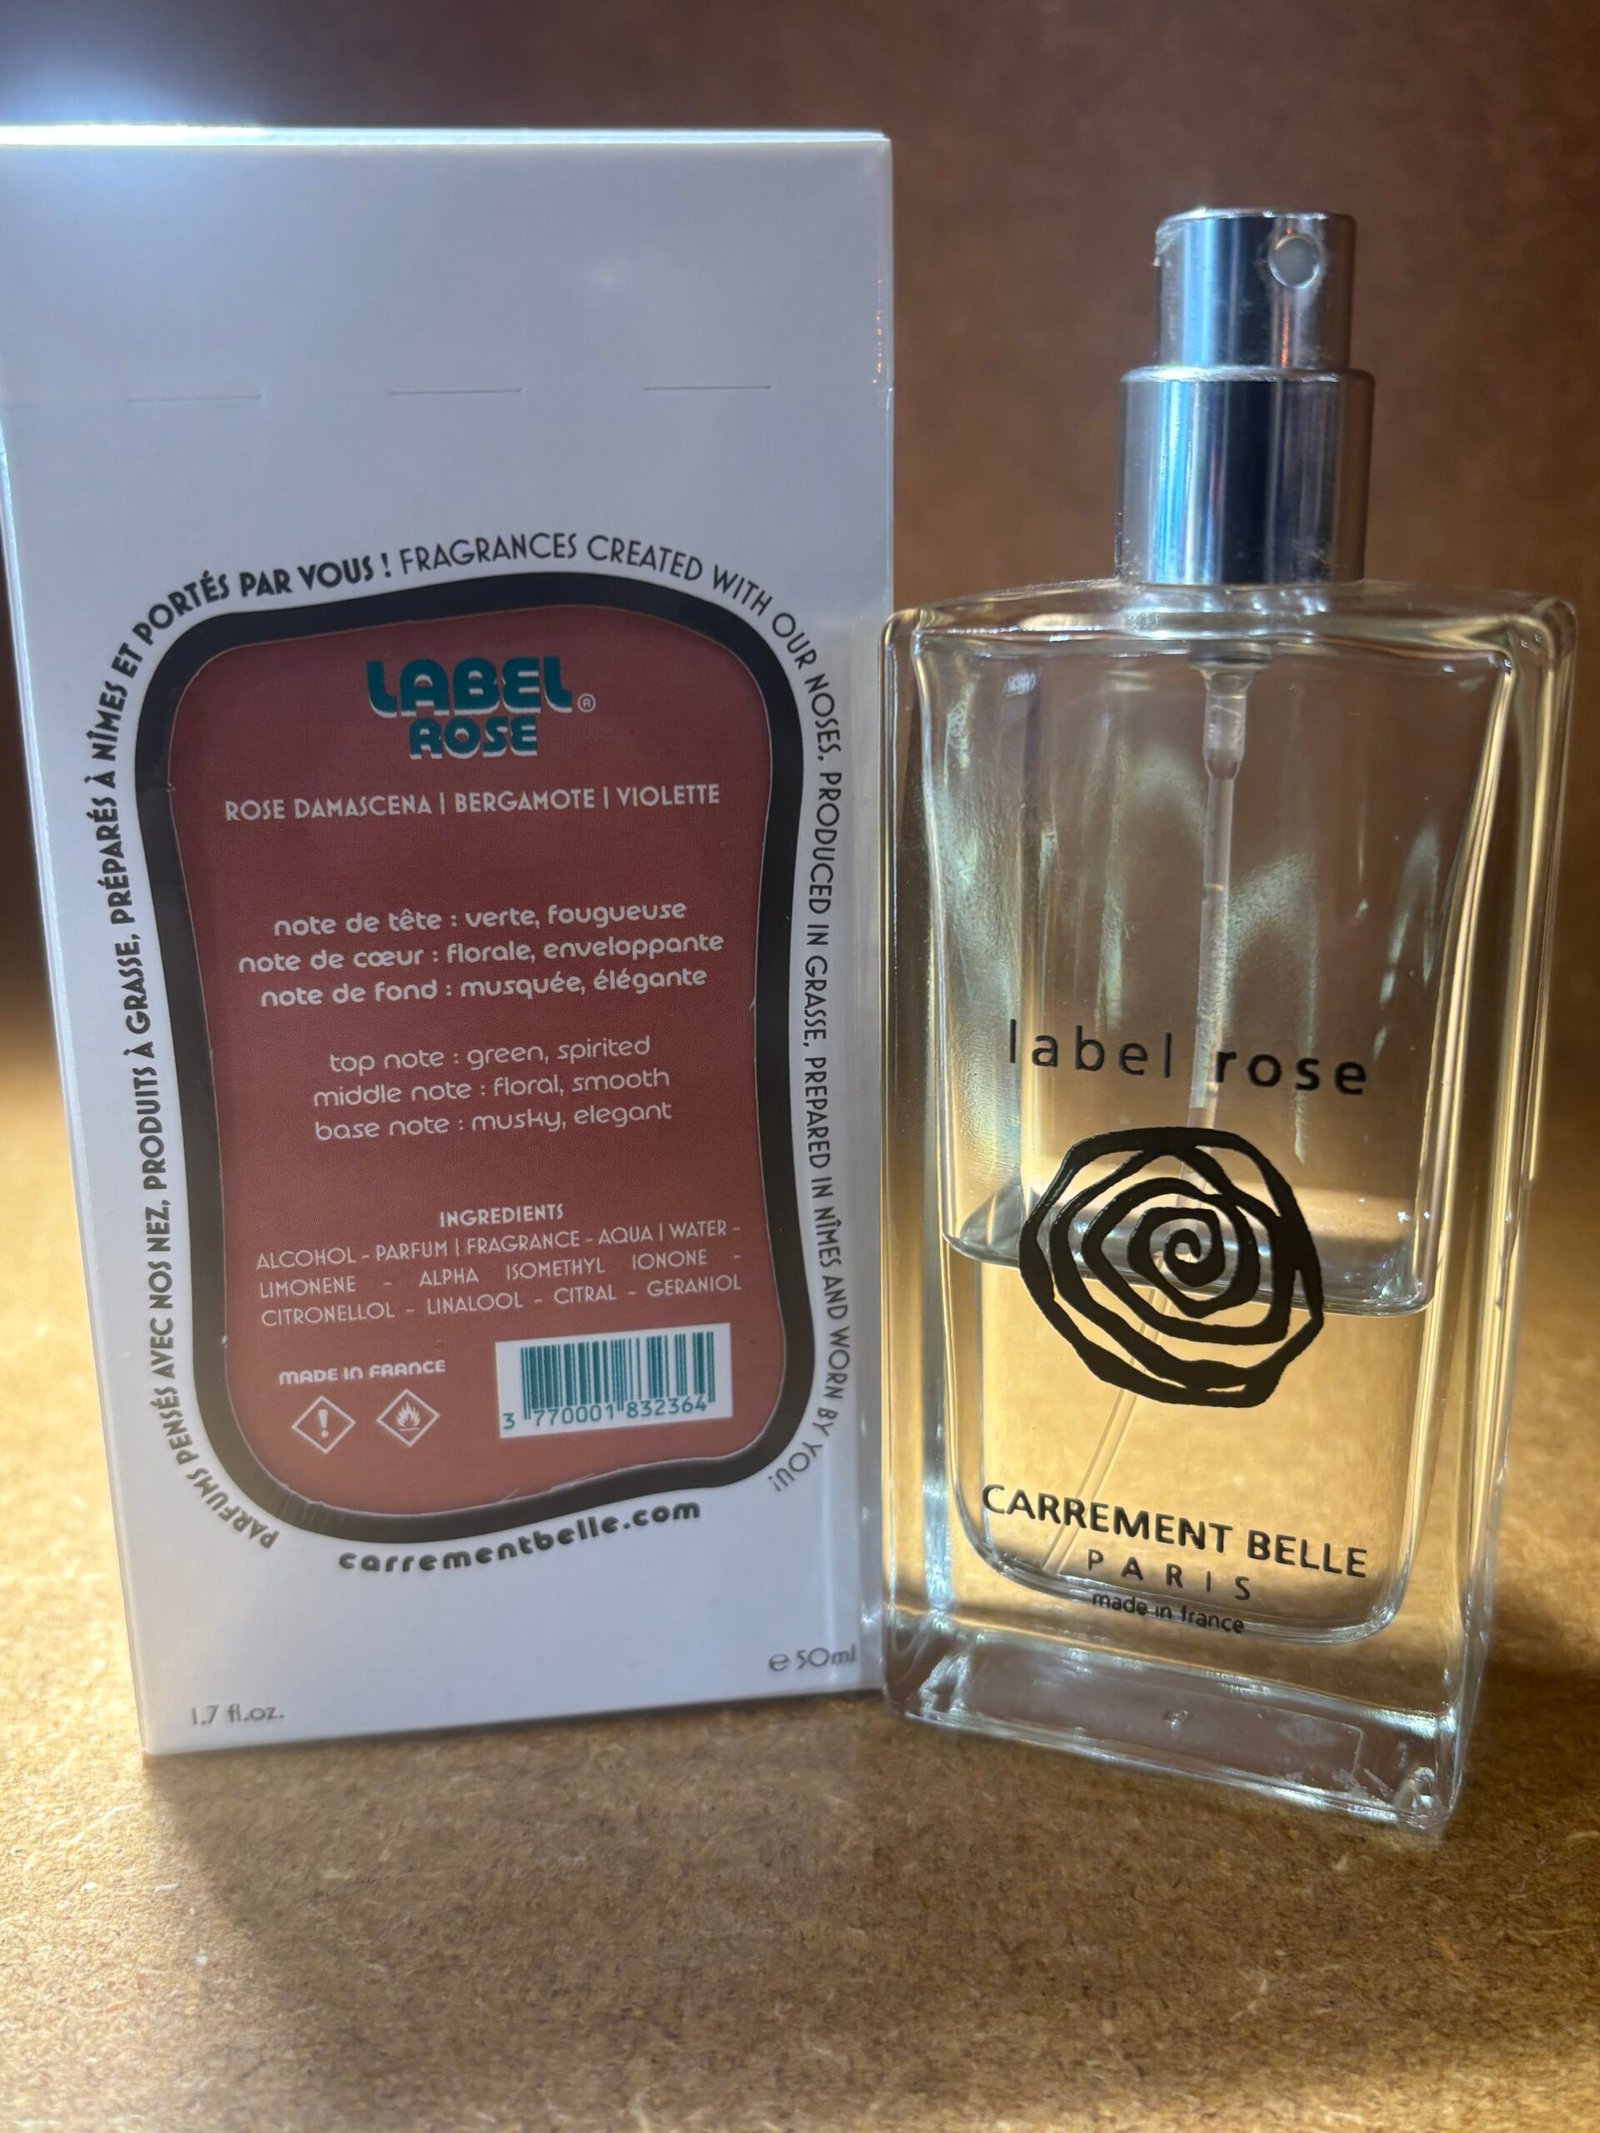 PARFUMS PENSÉS AVEC NOS NEZ, PRODUITS À GRASSE, PRÉPARÉS À NÎMES ET PORTÉS PAR VOUS ! FRAGRANCES CREATED WITH OUR NOSES, PRODUCED IN GRASSE, PREPARED IN NÎMES AND WORN BY YOU!
LABEL®
ROSE
ROSE DAMASCENA | BERGAMOTE | VIOLETTE
note de tête : verte, fougueuse
note de cœur : florale, enveloppante
note de fond : musquée, élégante
top note : green, spirited
middle note : floral, smooth
base note : musky, elegant
INGREDIENTS
ALCOHOL - PARFUM | FRAGRANCE - AQUA | WATER -
LIMONENE - ALPHA ISOMETHYL IONONE -
CITRONELLOL - LINALOOL - CITRAL - GERANIOL
MADE IN FRANCE
3 770001 832364
carrementbelle.com
1.7 fl.oz.
e 50ml
label rose
CARREMENT BELLE
PARIS
made in france